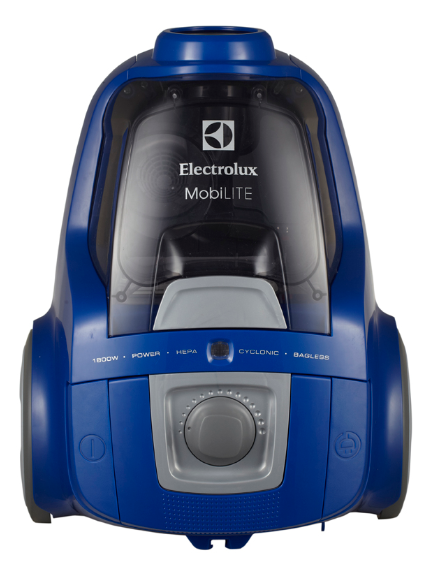 Electrolux
MobiLITE
1800W • POWER • HEPA CYCLONIC • BAGLESS